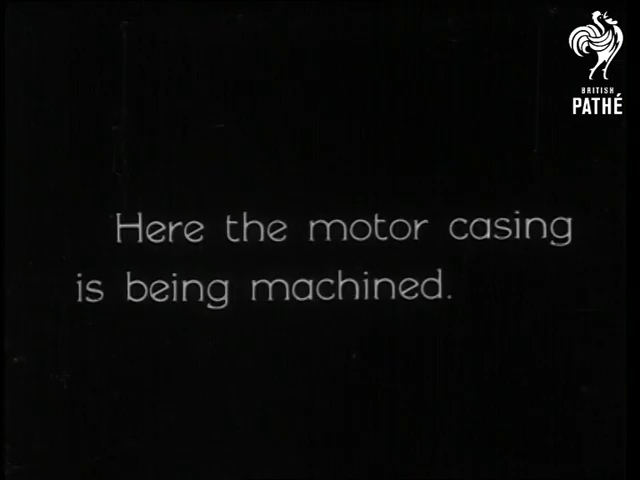 BRITISH
PATHÉ
Here the motor casing
is being machined.